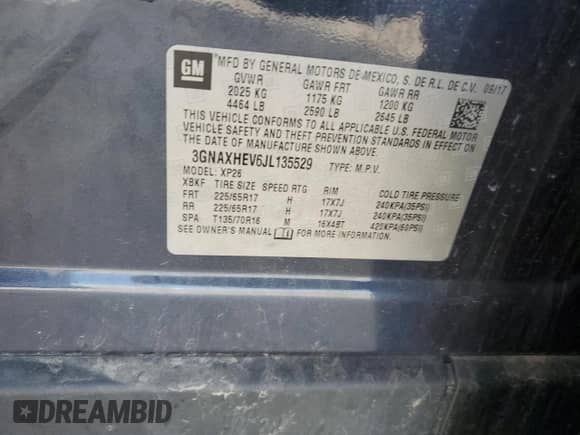 GM
MFD BY GENERAL MOTORS DE MEXICO, S. DE R.L. DE C.V. 05/17
GVWR GAWR FRT GAWR RR
2025 KG 1175 KG 1200 KG
4464 LB 2590 LB 2645 LB
THIS VEHICLE CONFORMS TO ALL APPLICABLE U.S. FEDERAL MOTOR
VEHICLE SAFETY AND THEFT PREVENTION STANDARDS IN EFFECT ON
THE DATE OF MANUFACTURE SHOWN ABOVE.
3GNAXHEV6JL135529 TYPE: M.P.V.
MODEL: XP26
XBKF TIRE SIZE SPEED RTG RIM COLD TIRE PRESSURE
FRT 225/65R17 H 17X7J 240KPA(35PSI)
RR 225/65R17 H 17X7J 240KPA(35PSI)
SPA T135/70R16 M 16X4BT 420KPA(60PSI)
SEE OWNER'S MANUAL i FOR MORE INFORMATION.
DREAMBID